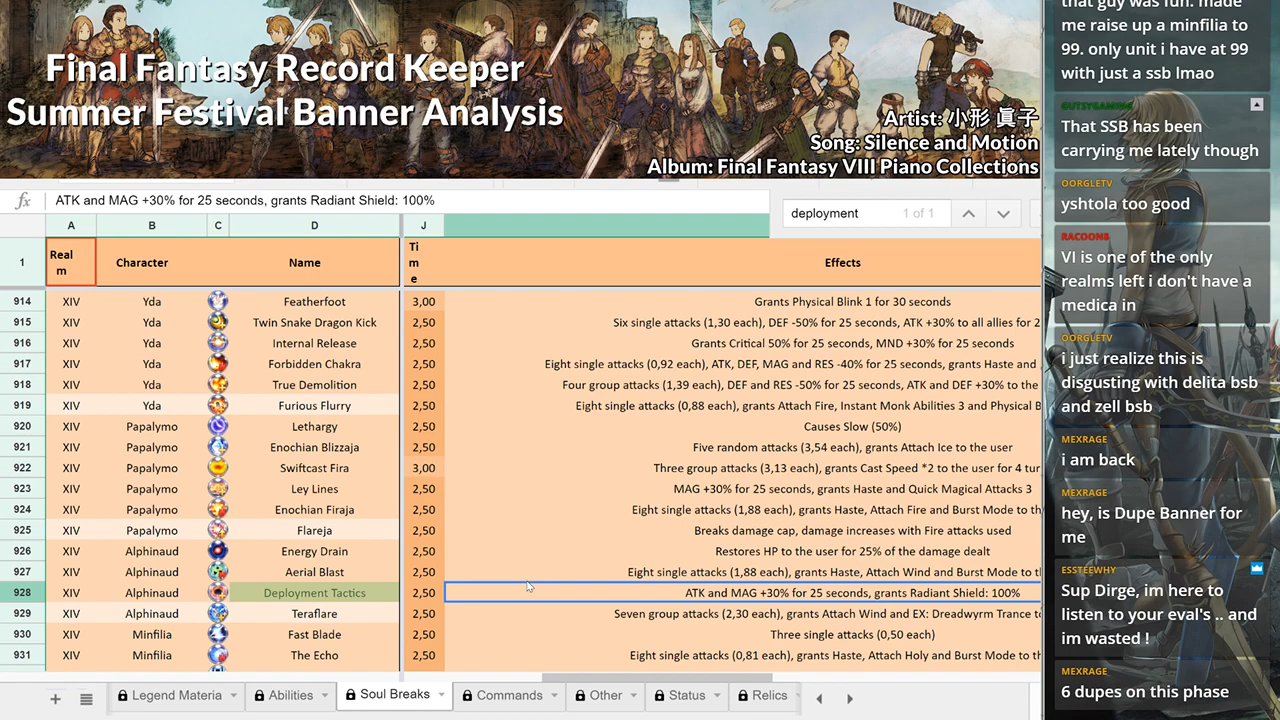 Final Fantasy Record Keeper
Summer Festival Banner Analysis
Artist: 小形 眞子
Song: Silence and Motion
Album: Final Fantasy VIII Piano Collections
fx ATK and MAG +30% for 25 seconds, grants Radiant Shield: 100%
deployment 1 of 1
A B C D J
1 Real
m Character Name Ti
m
e Effects
914 XIV Yda Featherfoot 3,00 Grants Physical Blink 1 for 30 seconds
915 XIV Yda Twin Snake Dragon Kick 2,50 Six single attacks (1,30 each), DEF -50% for 25 seconds, ATK +30% to all allies for 2
916 XIV Yda Internal Release 2,50 Grants Critical 50% for 25 seconds, MND +30% for 25 seconds
917 XIV Yda Forbidden Chakra 2,50 Eight single attacks (0,92 each), ATK, DEF, MAG and RES -40% for 25 seconds, grants Haste and
918 XIV Yda True Demolition 2,50 Four group attacks (1,39 each), DEF and RES -50% for 25 seconds, ATK and DEF +30% to the
919 XIV Yda Furious Flurry 2,50 Eight single attacks (0,88 each), grants Attach Fire, Instant Monk Abilities 3 and Physical B
920 XIV Papalymo Lethargy 2,50 Causes Slow (50%)
921 XIV Papalymo Enochian Blizzaja 2,50 Five random attacks (3,54 each), grants Attach Ice to the user
922 XIV Papalymo Swiftcast Fira 3,00 Three group attacks (3,13 each), grants Cast Speed *2 to the user for 4 tur
923 XIV Papalymo Ley Lines 2,50 MAG +30% for 25 seconds, grants Haste and Quick Magical Attacks 3
924 XIV Papalymo Enochian Firaja 2,50 Eight single attacks (1,88 each), grants Haste, Attach Fire and Burst Mode to th
925 XIV Papalymo Flareja 2,50 Breaks damage cap, damage increases with Fire attacks used
926 XIV Alphinaud Energy Drain 2,50 Restores HP to the user for 25% of the damage dealt
927 XIV Alphinaud Aerial Blast 2,50 Eight single attacks (1,88 each), grants Haste, Attach Wind and Burst Mode to th
928 XIV Alphinaud Deployment Tactics 2,50 ATK and MAG +30% for 25 seconds, grants Radiant Shield: 100%
929 XIV Alphinaud Teraflare 2,50 Seven group attacks (2,30 each), grants Attach Wind and EX: Dreadwyrm Trance to
930 XIV Minfilia Fast Blade 2,50 Three single attacks (0,50 each)
931 XIV Minfilia The Echo 2,50 Eight single attacks (0,81 each), grants Haste, Attach Holy and Burst Mode to th
Legend Materia Abilities Soul Breaks Commands Other Status Relics
that guy was fun. made
me raise up a minfilia to
99. only unit i have at 99
with just a ssb lmao
GUTSYGAMING
That SSB has been
carrying me lately though
OORGLETV
yshtola too good
RACOON8
VI is one of the only
realms left i don't have a
medica in
OORGLETV
i just realize this is
disgusting with delita bsb
and zell bsb
MEXRAGE
i am back
MEXRAGE
hey, is Dupe Banner for
me
ESSTEEWHY
Sup Dirge, im here to
listen to your eval's .. and
im wasted !
MEXRAGE
6 dupes on this phase